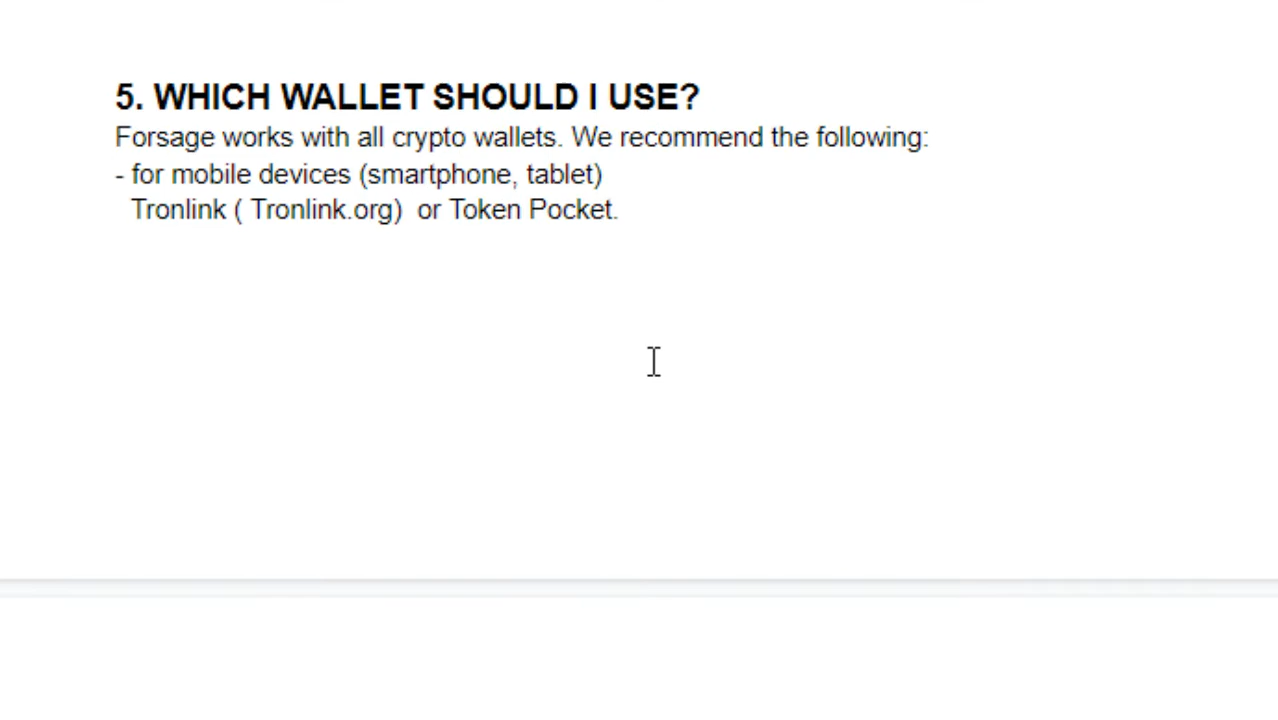 5. WHICH WALLET SHOULD I USE?
Forsage works with all crypto wallets. We recommend the following:
- for mobile devices (smartphone, tablet)
Tronlink ( Tronlink.org)  or Token Pocket.